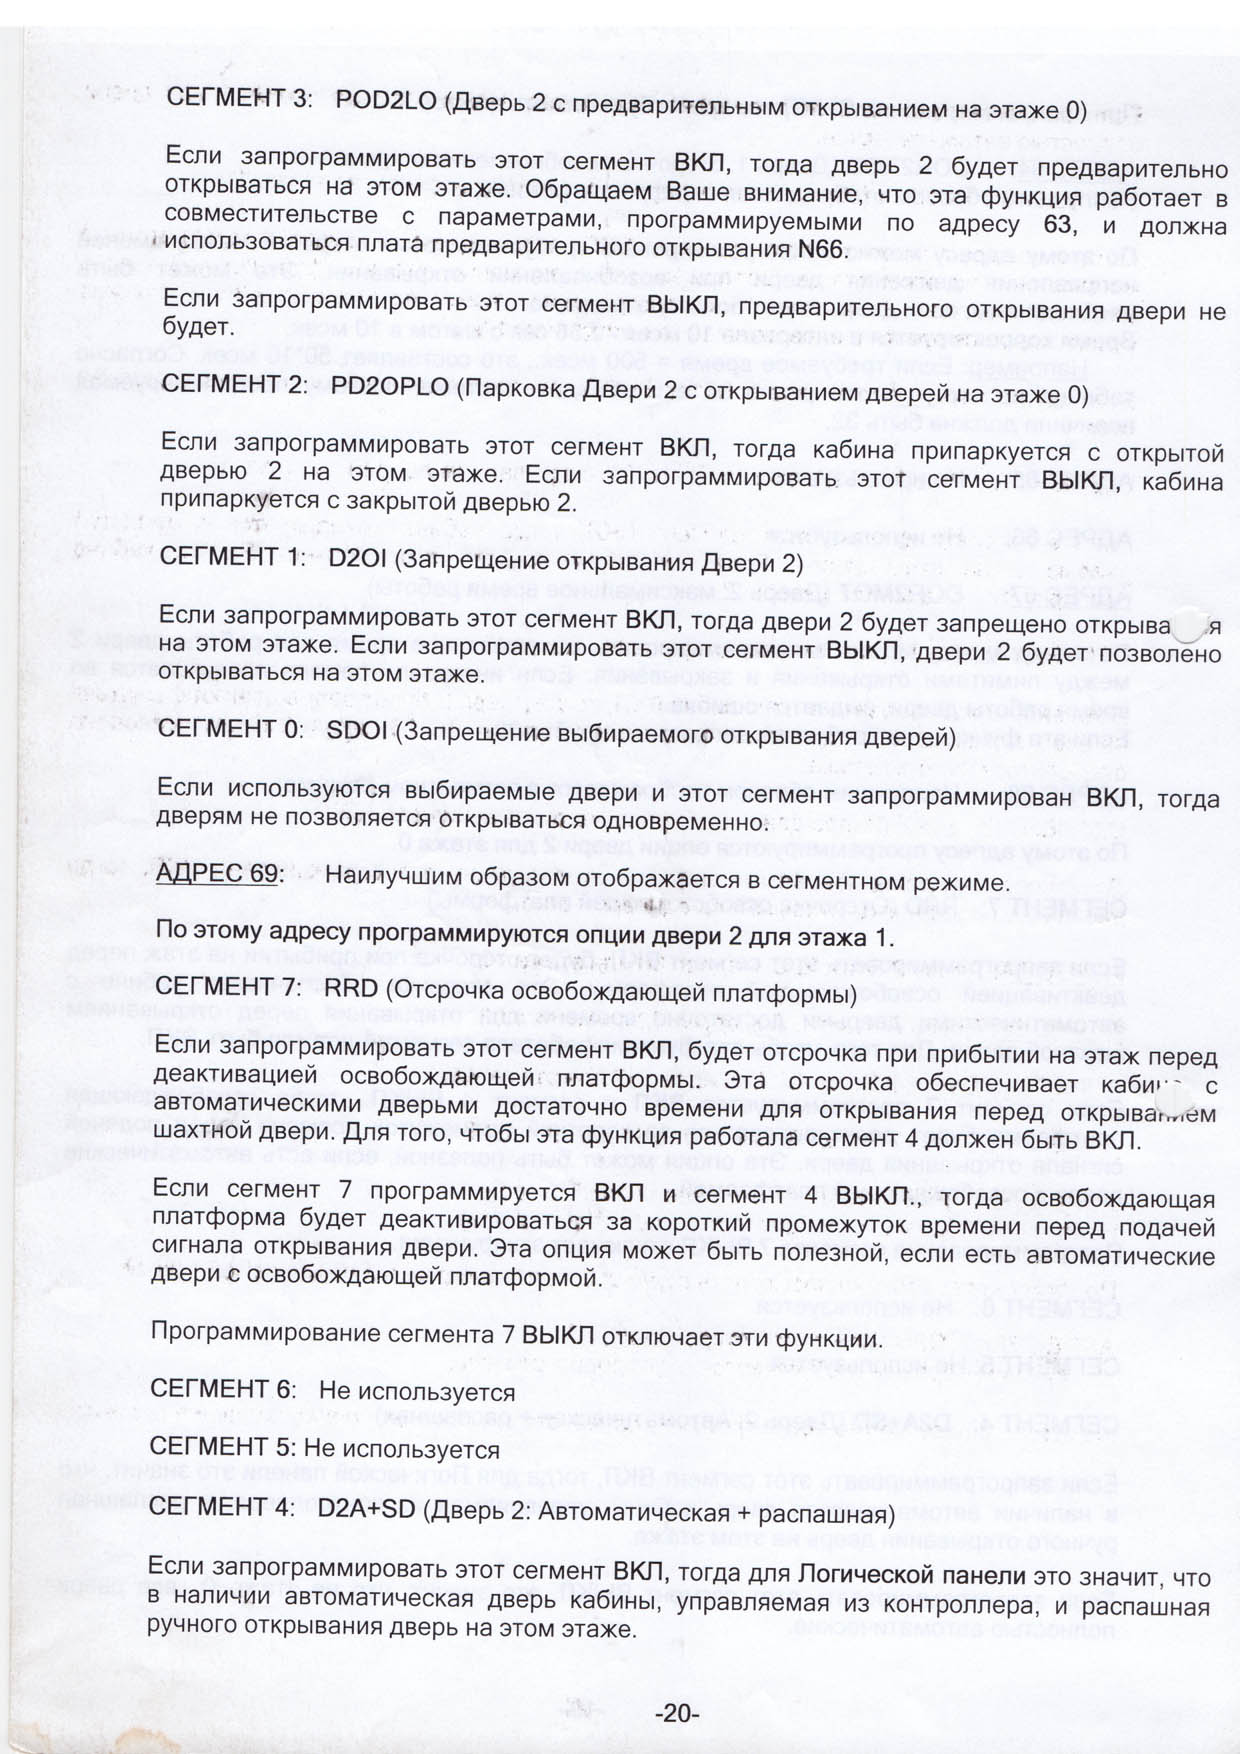 СЕГМЕНТ 3: POD2LO (Дверь 2 с предварительным открыванием на этаже 0)
Если запрограммировать этот сегмент ВКЛ, тогда дверь 2 будет предварительно
открываться на этом этаже. Обращаем Ваше внимание, что эта функция работает в
совместительстве с параметрами, программируемыми по адресу 63, и должна
использоваться плата предварительного открывания N66.
Если запрограммировать этот сегмент ВЫКЛ, предварительного открывания двери не
будет.
СЕГМЕНТ 2: PD2OPLO (Парковка Двери 2 с открыванием дверей на этаже 0)
Если запрограммировать этот сегмент ВКЛ, тогда кабина припаркуется с открытой
дверью 2 на этом этаже. Если запрограммировать этот сегмент ВЫКЛ, кабина
припаркуется с закрытой дверью 2.
СЕГМЕНТ 1: D2OI (Запрещение открывания Двери 2)
Если запрограммировать этот сегмент ВКЛ, тогда двери 2 будет запрещено открываться
на этом этаже. Если запрограммировать этот сегмент ВЫКЛ, двери 2 будет позволено
открываться на этом этаже.
СЕГМЕНТ 0: SDOI (Запрещение выбираемого открывания дверей)
Если используются выбираемые двери и этот сегмент запрограммирован ВКЛ, тогда
дверям не позволяется открываться одновременно.
АДРЕС 69: Наилучшим образом отображается в сегментном режиме.
По этому адресу программируются опции двери 2 для этажа 1.
СЕГМЕНТ 7: RRD (Отсрочка освобождающей платформы)
Если запрограммировать этот сегмент ВКЛ, будет отсрочка при прибытии на этаж перед
деактивацией освобождающей платформы. Эта отсрочка обеспечивает кабине с
автоматическими дверьми достаточно времени для открывания перед открыванием
шахтной двери. Для того, чтобы эта функция работала сегмент 4 должен быть ВКЛ.
Если сегмент 7 программируется ВКЛ и сегмент 4 ВЫКЛ., тогда освобождающая
платформа будет деактивироваться за короткий промежуток времени перед подачей
сигнала открывания двери. Эта опция может быть полезной, если есть автоматические
двери с освобождающей платформой.
Программирование сегмента 7 ВЫКЛ отключает эти функции.
СЕГМЕНТ 6: Не используется
СЕГМЕНТ 5: Не используется
СЕГМЕНТ 4: D2A+SD (Дверь 2: Автоматическая + распашная)
Если запрограммировать этот сегмент ВКЛ, тогда для Логической панели это значит, что
в наличии автоматическая дверь кабины, управляемая из контроллера, и распашная
ручного открывания дверь на этом этаже.
-20-